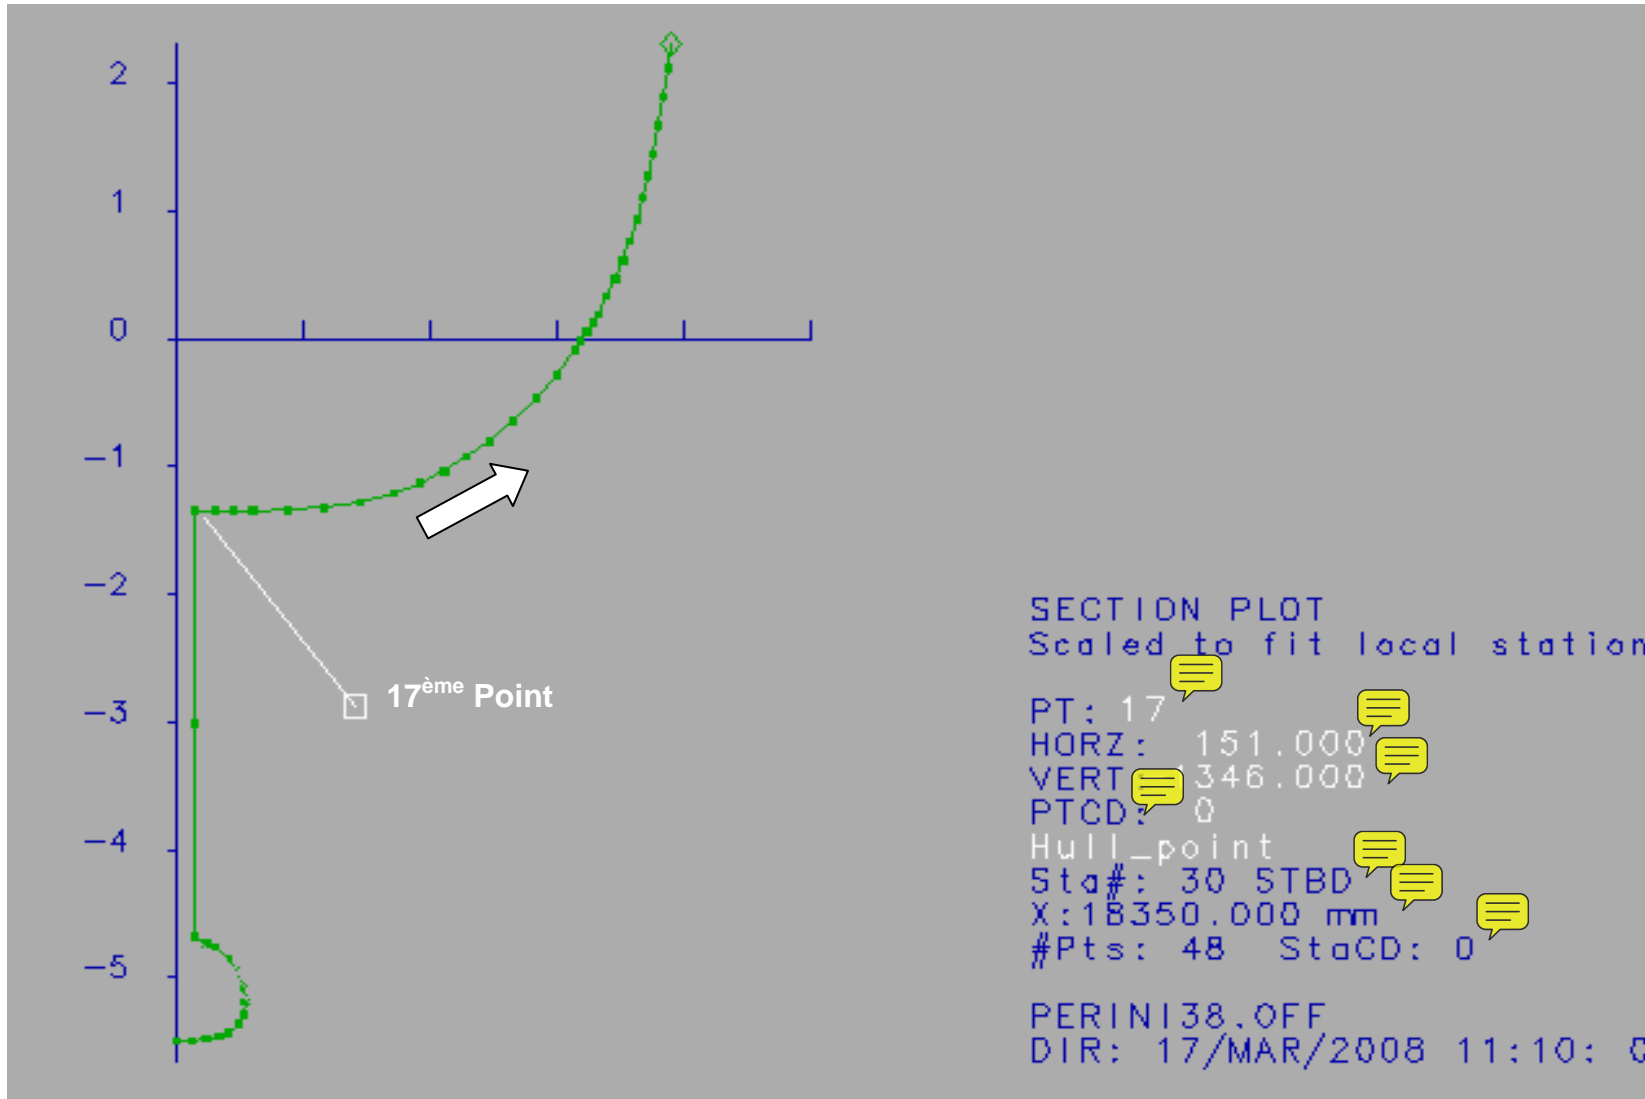 2
1
0
−1
−2
−3
−4
−5
17ème Point
SECTION PLOT
Scaled to fit local station
PT: 17
HORZ: 151.000
VERT 346.000
PTCD: 0
Hull_point
Sta#: 30 STBD
X:18350.000 mm
#Pts: 48 StaCD: 0
PERINI38.OFF
DIR: 17/MAR/2008 11:10: